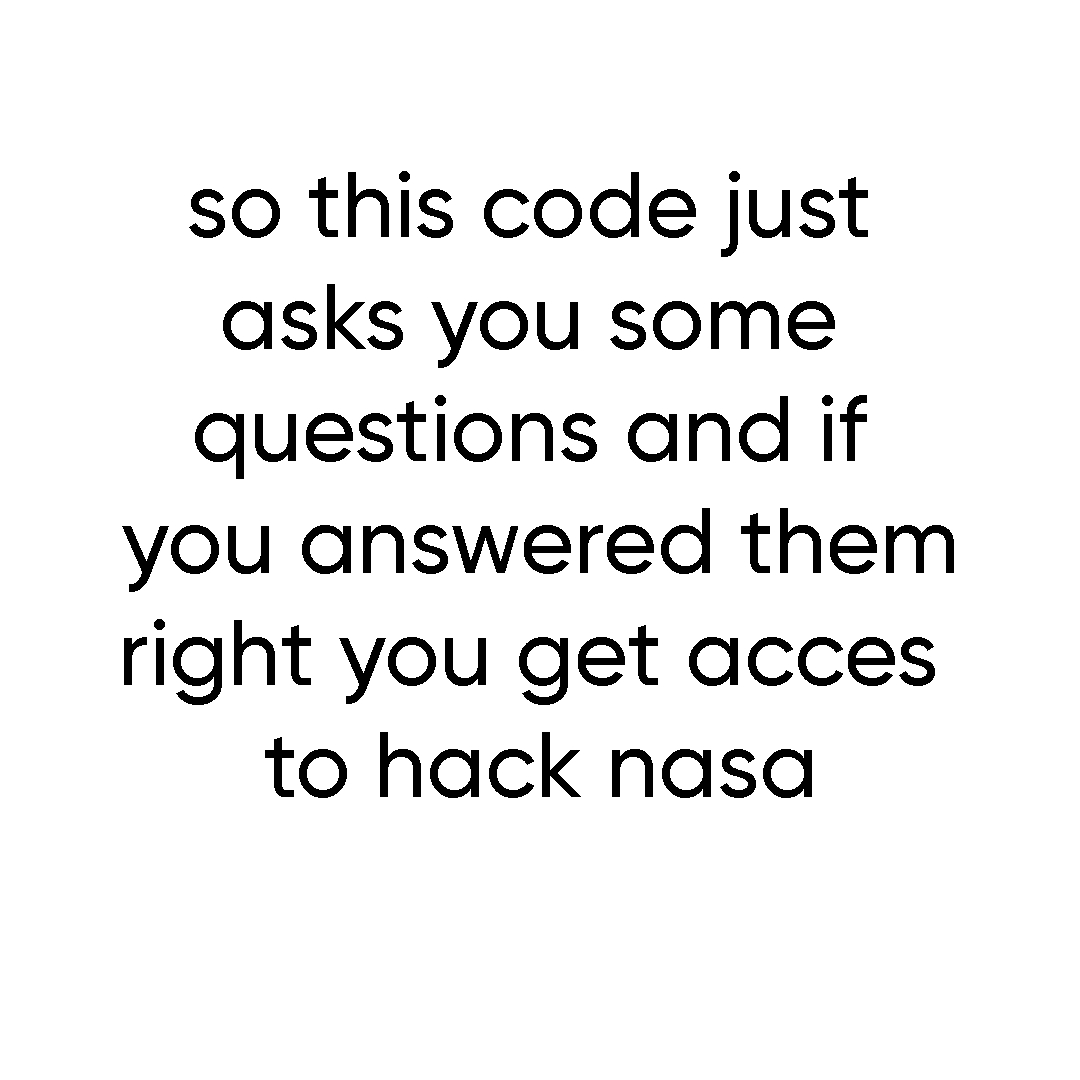 so this code just
asks you some
questions and if
you answered them
right you get acces
to hack nasa